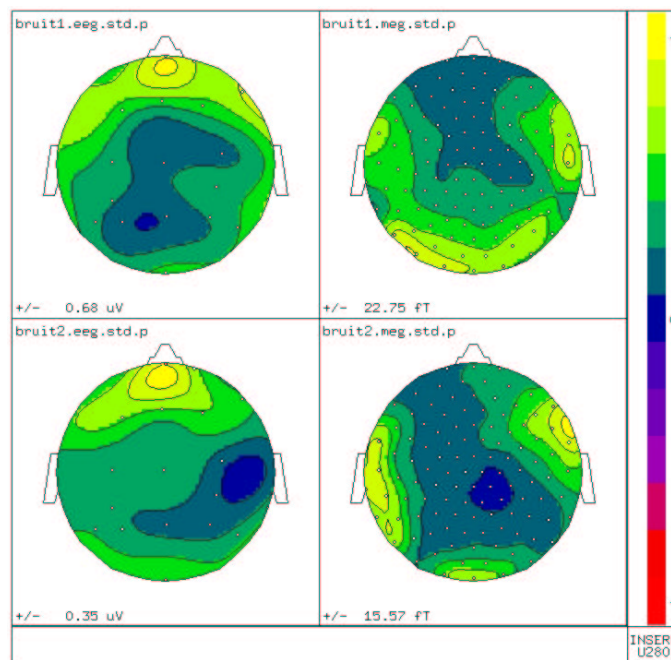 bruit1.eeg.std.p
bruit1.meg.std.p
+/- 0.68 uV
+/- 22.75 fT
bruit2.eeg.std.p
bruit2.meg.std.p
+/- 0.35 uV
+/- 15.57 fT
INSER
U280